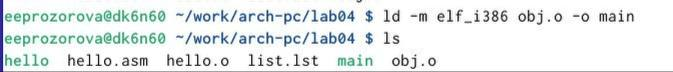 eeprozorova@dk6n60 ~/work/arch-pc/lab04 $ ld -m elf_i386 obj.o -o main
eeprozorova@dk6n60 ~/work/arch-pc/lab04 $ ls
hello hello.asm hello.o list.lst main obj.o